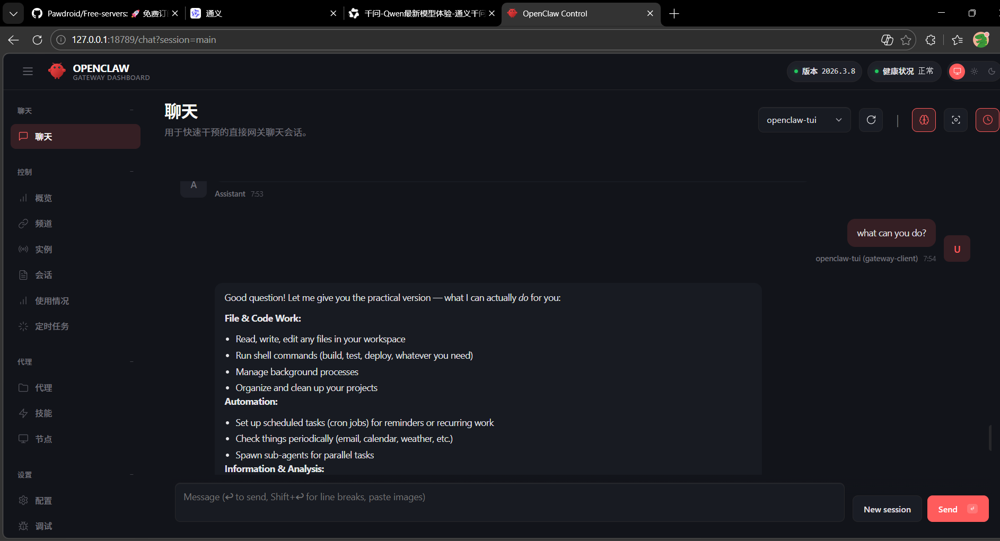 Pawdroid/Free-servers: 🚀 免费订
通义
千问-Qwen最新模型体验-通义千问
OpenClaw Control
127.0.0.1:18789/chat?session=main
OPENCLAW
GATEWAY DASHBOARD
版本 2026.3.8
健康状况 正常
聊天
聊天
控制
概览
频道
实例
会话
使用情况
定时任务
代理
代理
技能
节点
设置
配置
调试
聊天
用于快速干预的直接网关聊天会话。
openclaw-tui
A
Assistant 7:53
what can you do?
U
openclaw-tui (gateway-client) 7:54
Good question! Let me give you the practical version — what I can actually do for you:
File & Code Work:
• Read, write, edit any files in your workspace
• Run shell commands (build, test, deploy, whatever you need)
• Manage background processes
• Organize and clean up your projects
Automation:
• Set up scheduled tasks (cron jobs) for reminders or recurring work
• Check things periodically (email, calendar, weather, etc.)
• Spawn sub-agents for parallel tasks
Information & Analysis:
Message (↩ to send, Shift+↩ for line breaks, paste images)
New session
Send ↵